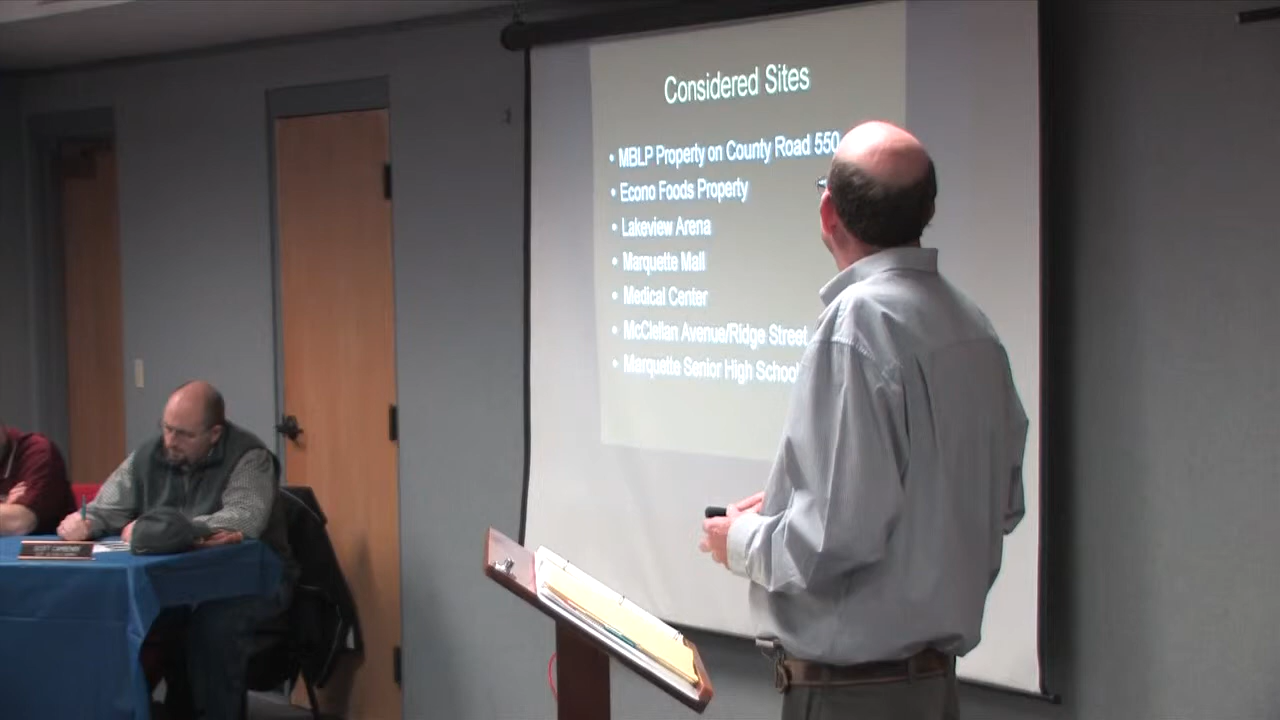 Considered Sites
• MBLP Property on County Road 550
• Econo Foods Property
• Lakeview Arena
• Marquette Mall
• Medical Center
• McClellan Avenue/Ridge Street
• Marquette Senior High School